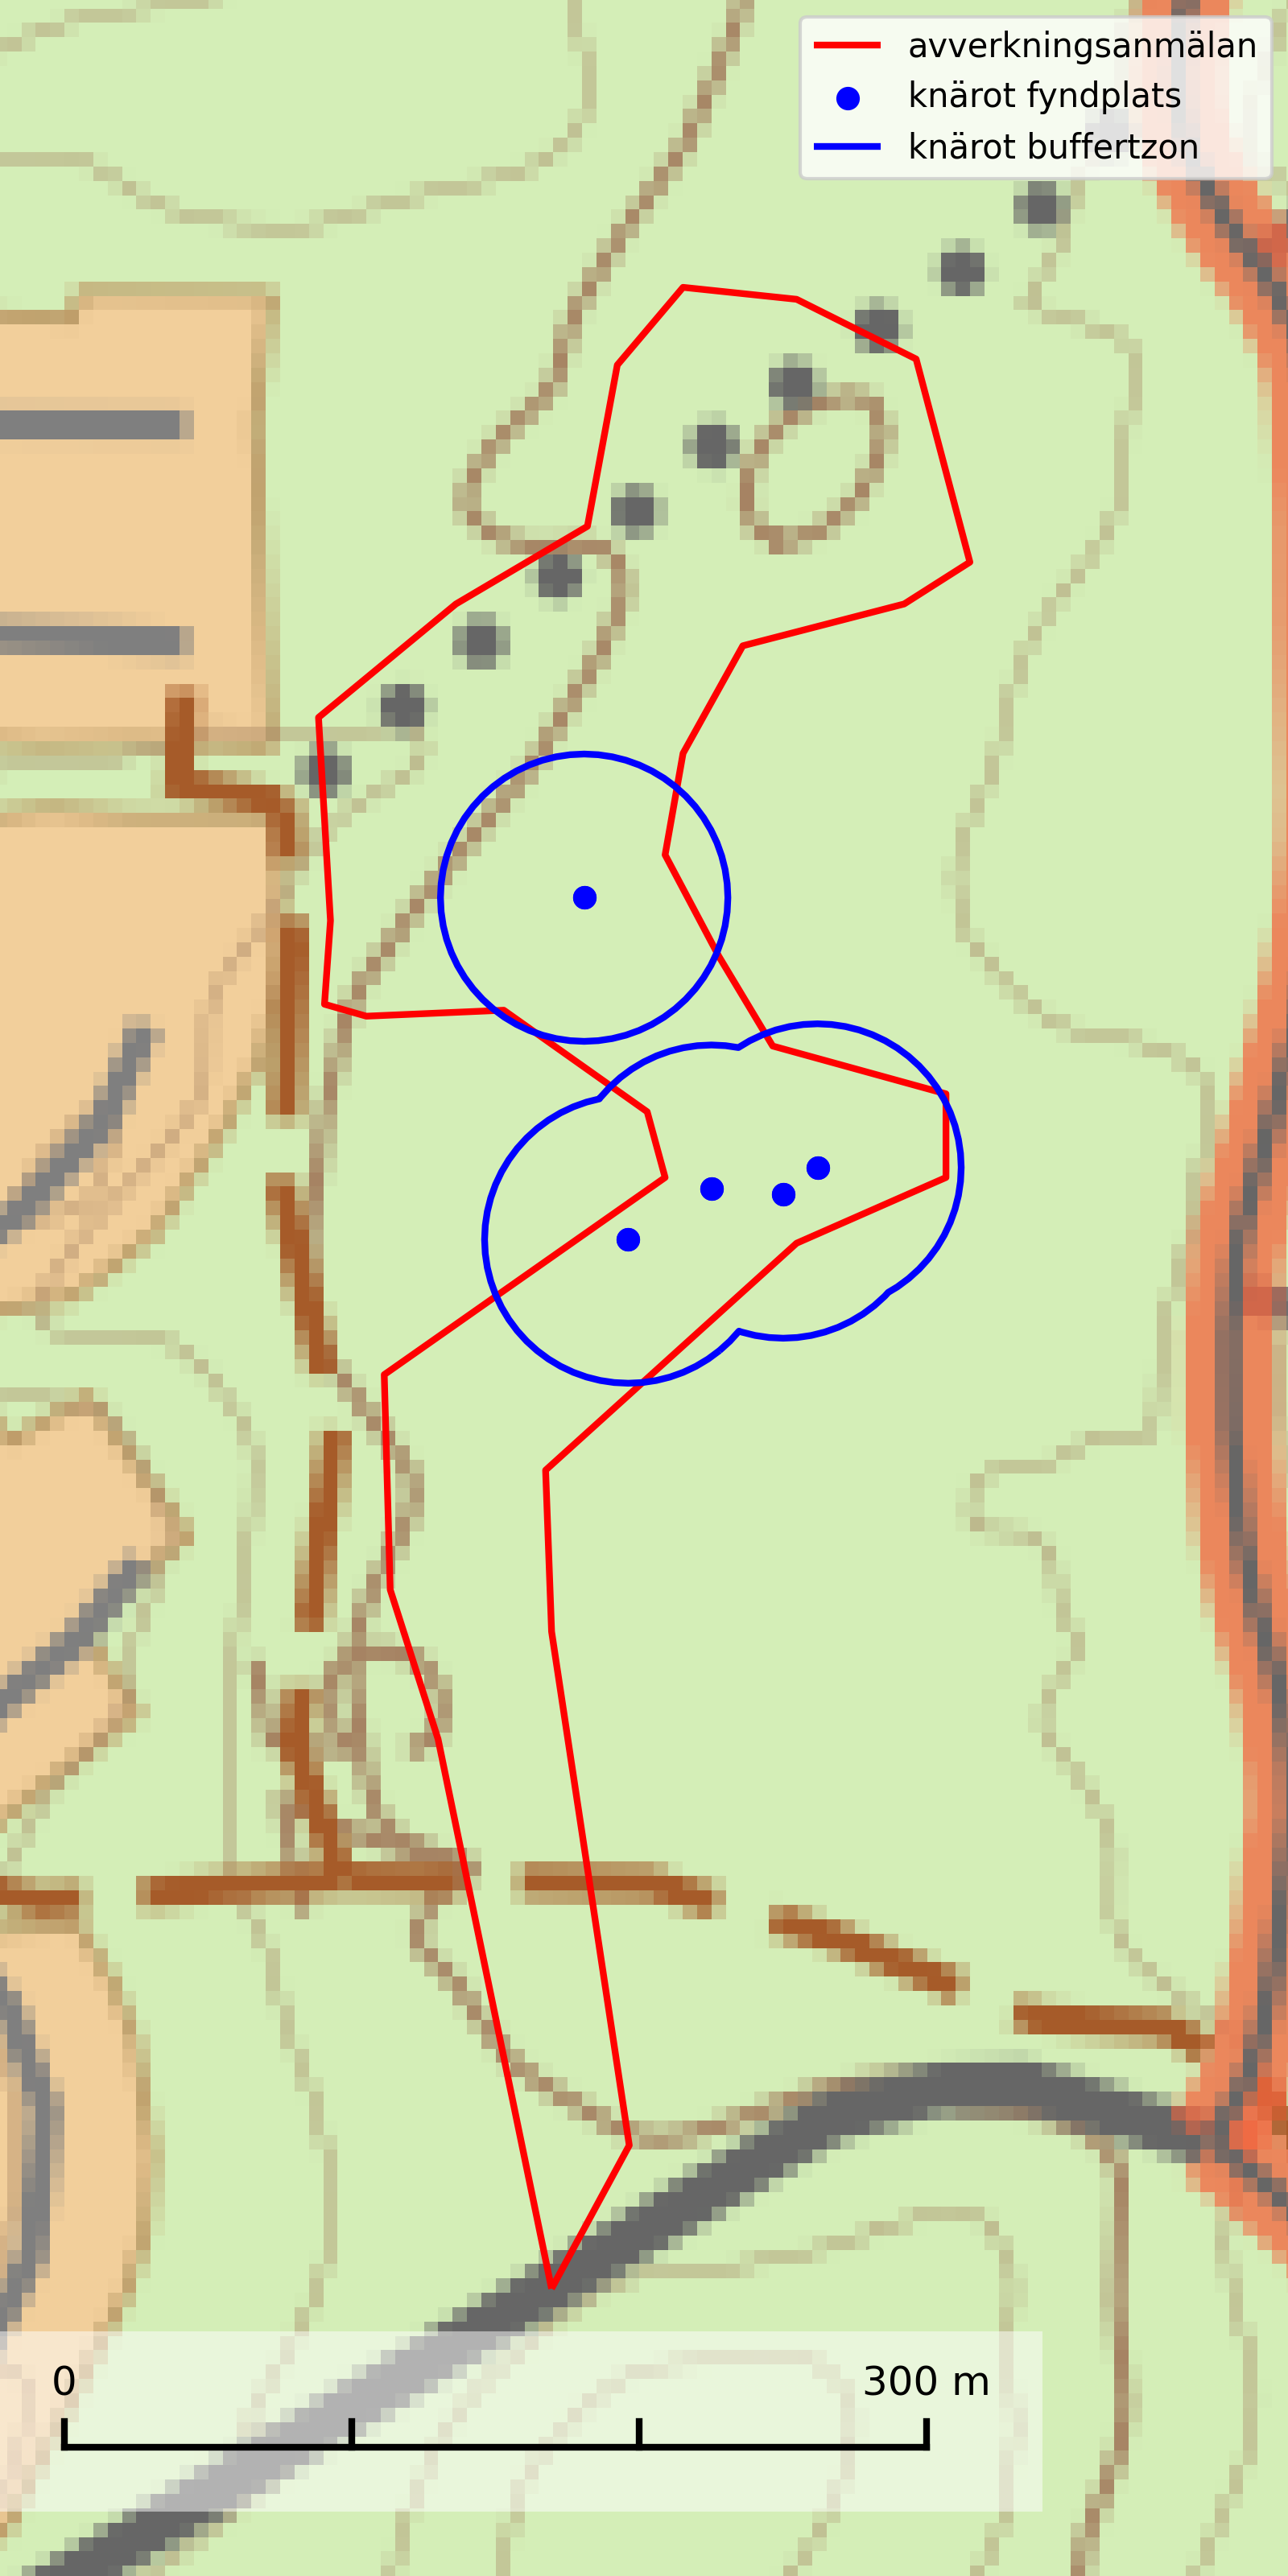 avverkningsanmälan
knärot fyndplats
knärot buffertzon
0 300 m